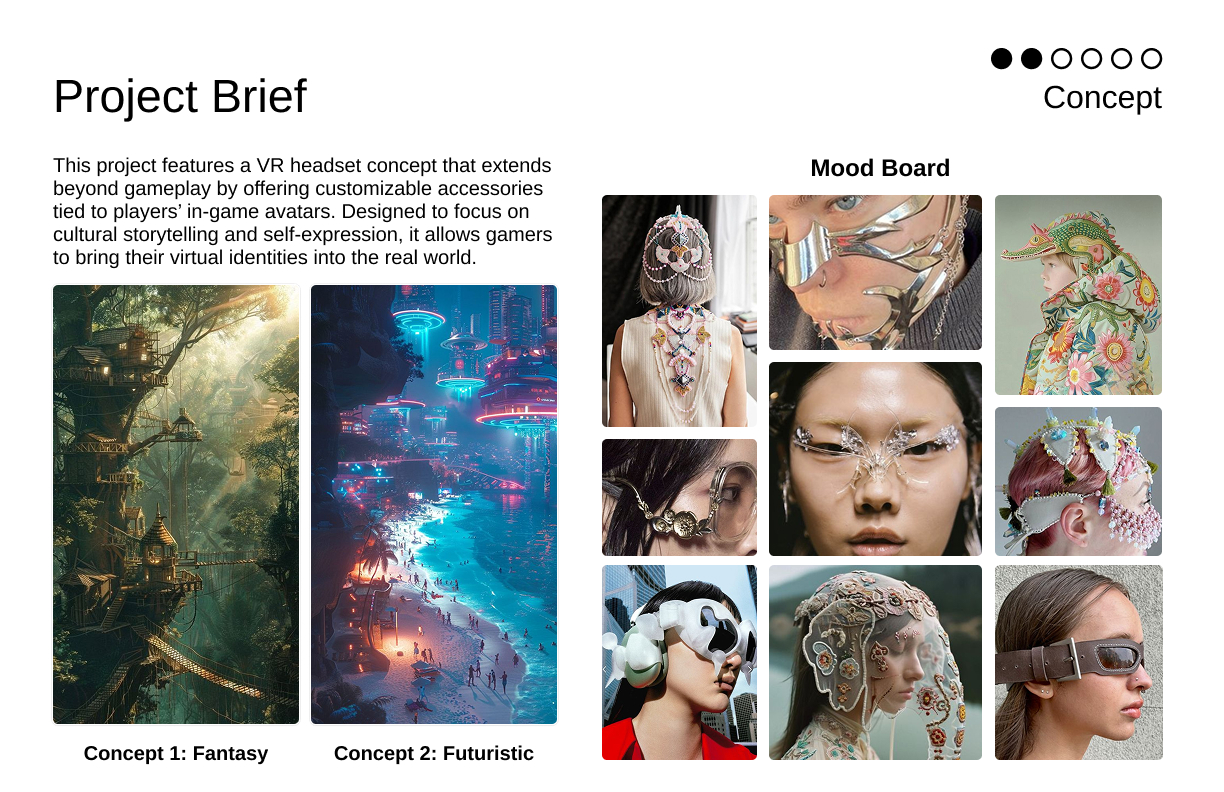 Project Brief
Concept
This project features a VR headset concept that extends
beyond gameplay by offering customizable accessories
tied to players’ in-game avatars. Designed to focus on
cultural storytelling and self-expression, it allows gamers
to bring their virtual identities into the real world.
Mood Board
Concept 1: Fantasy
Concept 2: Futuristic